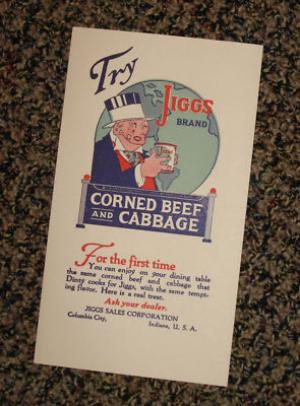 Try
JIGGS
BRAND
CORNED BEEF
AND CABBAGE
For the first time
You can enjoy on your dining table
the same corned beef and cabbage that
Dinty cooks for Jiggs, with the same tempt-
ing flavor. Here is a real treat.
Ask your dealer.
JIGGS SALES CORPORATION
Columbia City, Indiana, U. S. A.